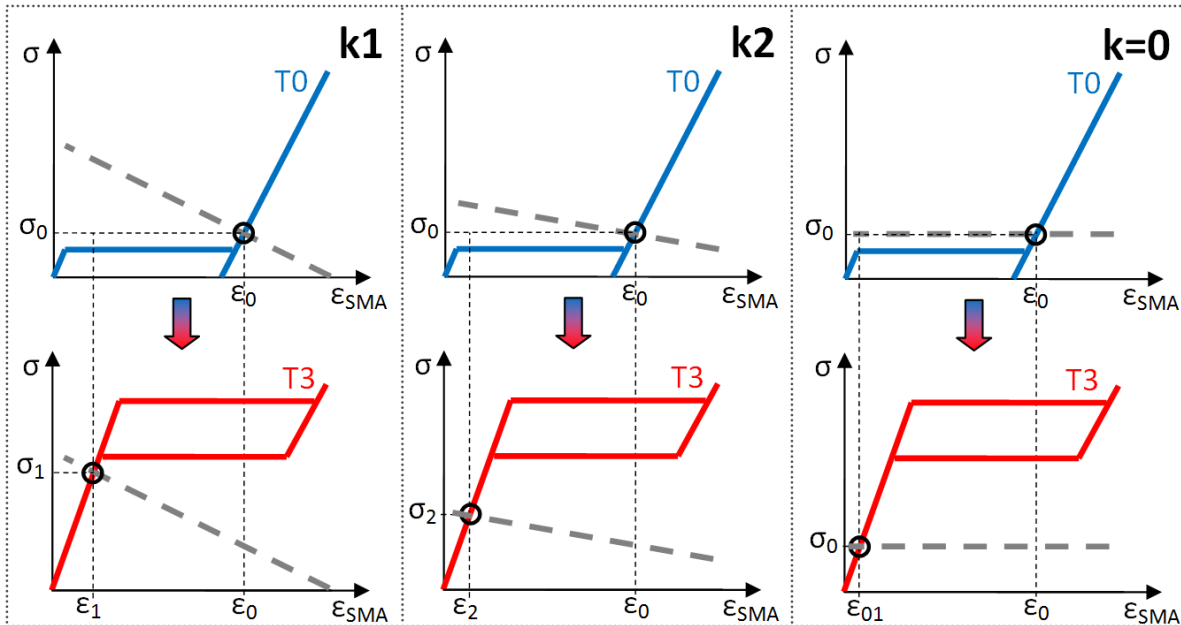 σ
k1
T0
σ₀
ε₀
εSMA
σ
T3
σ₁
ε₁
ε₀
εSMA
σ
k2
T0
σ₀
ε₀
εSMA
σ
T3
σ₂
ε₂
ε₀
εSMA
σ
k=0
T0
σ₀
ε₀
εSMA
σ
T3
σ₀
ε₀₁
ε₀
εSMA